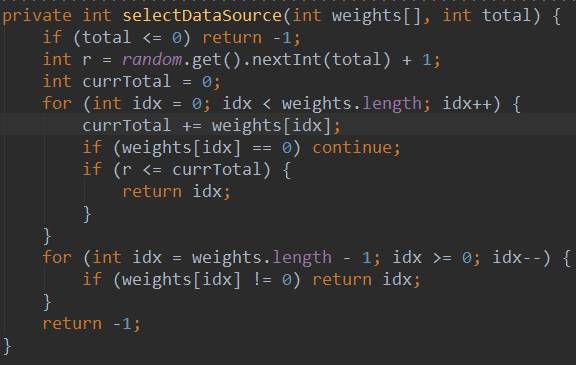 private int selectDataSource(int weights[], int total) {
    if (total <= 0) return -1;
    int r = random.get().nextInt(total) + 1;
    int currTotal = 0;
    for (int idx = 0; idx < weights.length; idx++) {
        currTotal += weights[idx];
        if (weights[idx] == 0) continue;
        if (r <= currTotal) {
            return idx;
        }
    }
    for (int idx = weights.length - 1; idx >= 0; idx--) {
        if (weights[idx] != 0) return idx;
    }
    return -1;
}